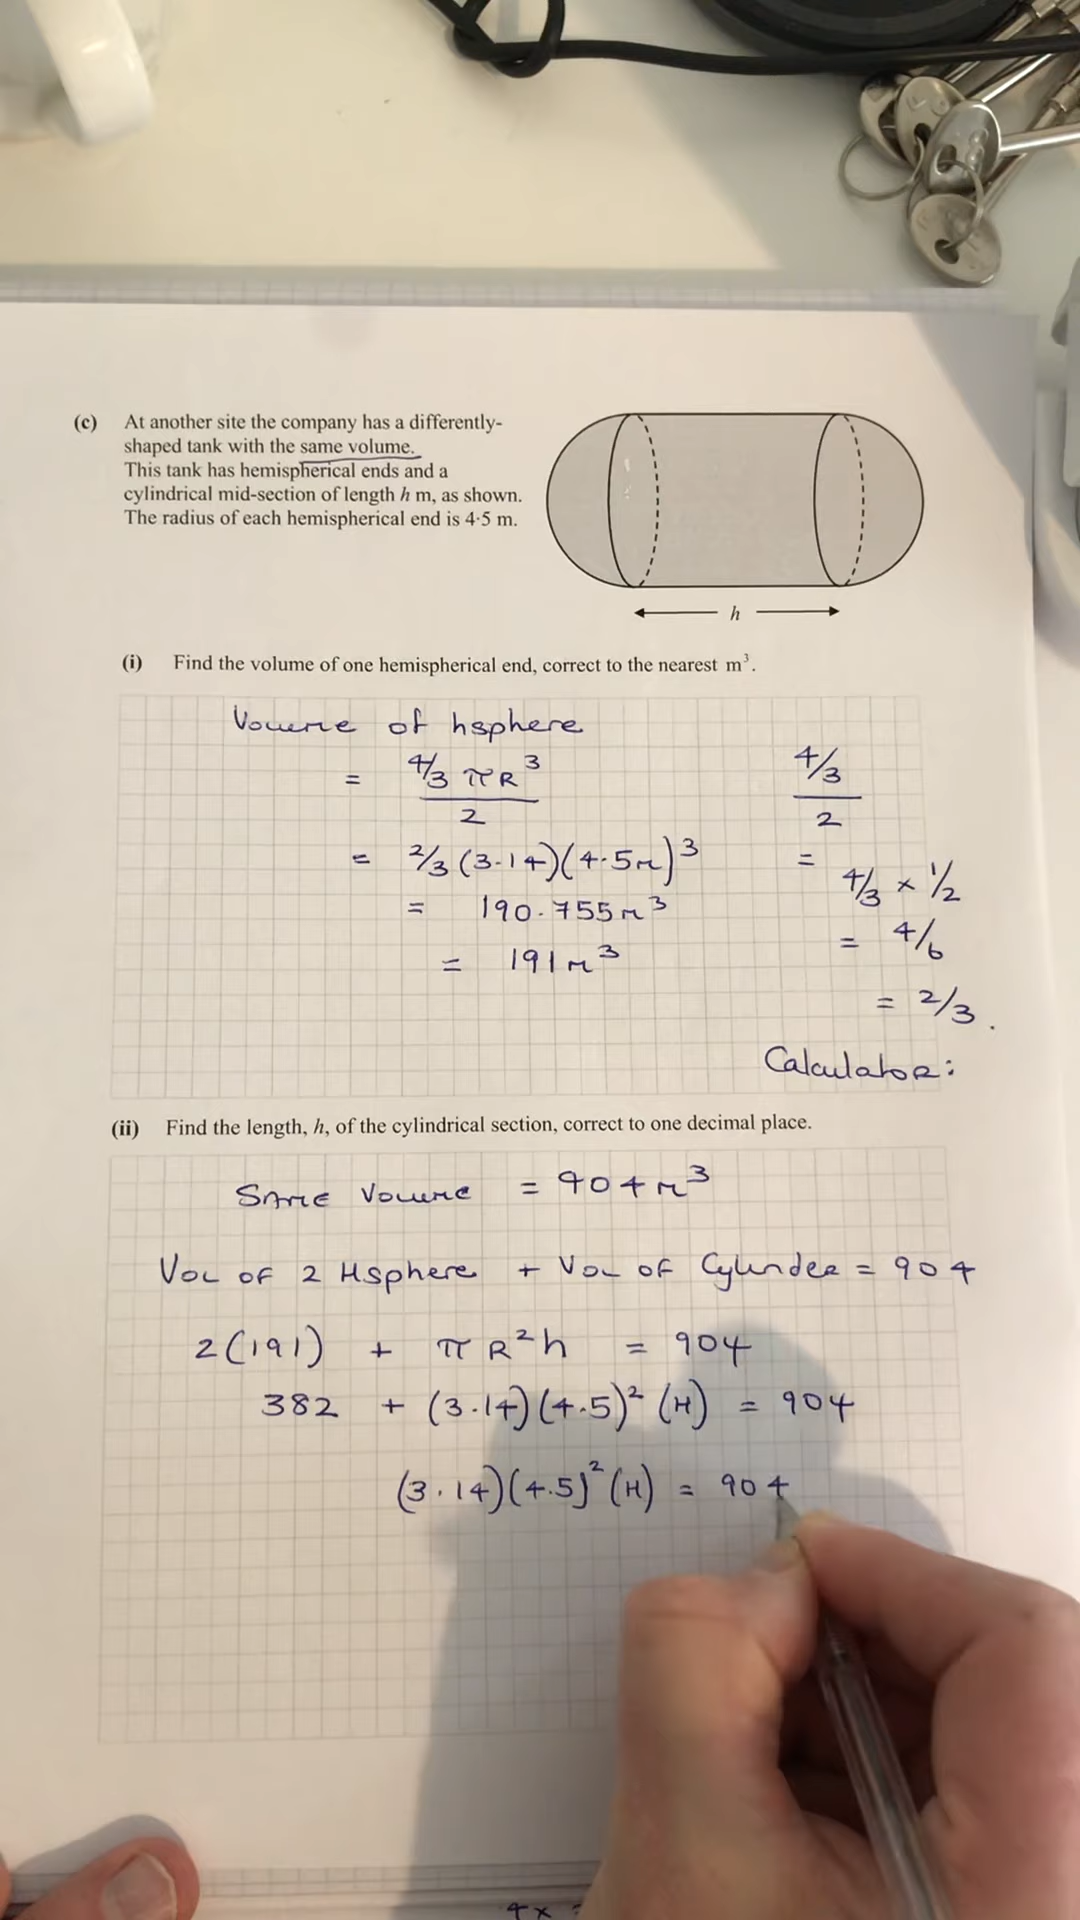 (c) At another site the company has a differently-
shaped tank with the same volume.
This tank has hemispherical ends and a
cylindrical mid-section of length h m, as shown.
The radius of each hemispherical end is 4·5 m.
h
(i) Find the volume of one hemispherical end, correct to the nearest m³.
Volume of hsphere
= 4/3 πR³
2
= 2/3 (3.14)(4.5m)³
= 190.755m³
= 191m³
4/3
2
= 4/3 × 1/2
= 4/6
= 2/3.
Calculator:
(ii) Find the length, h, of the cylindrical section, correct to one decimal place.
Same Volume = 904m³
Vol of 2 Hsphere + Vol of Cylinder = 904
2(191) + πR²h = 904
382 + (3.14)(4.5)²(H) = 904
(3.14)(4.5)²(H) = 904